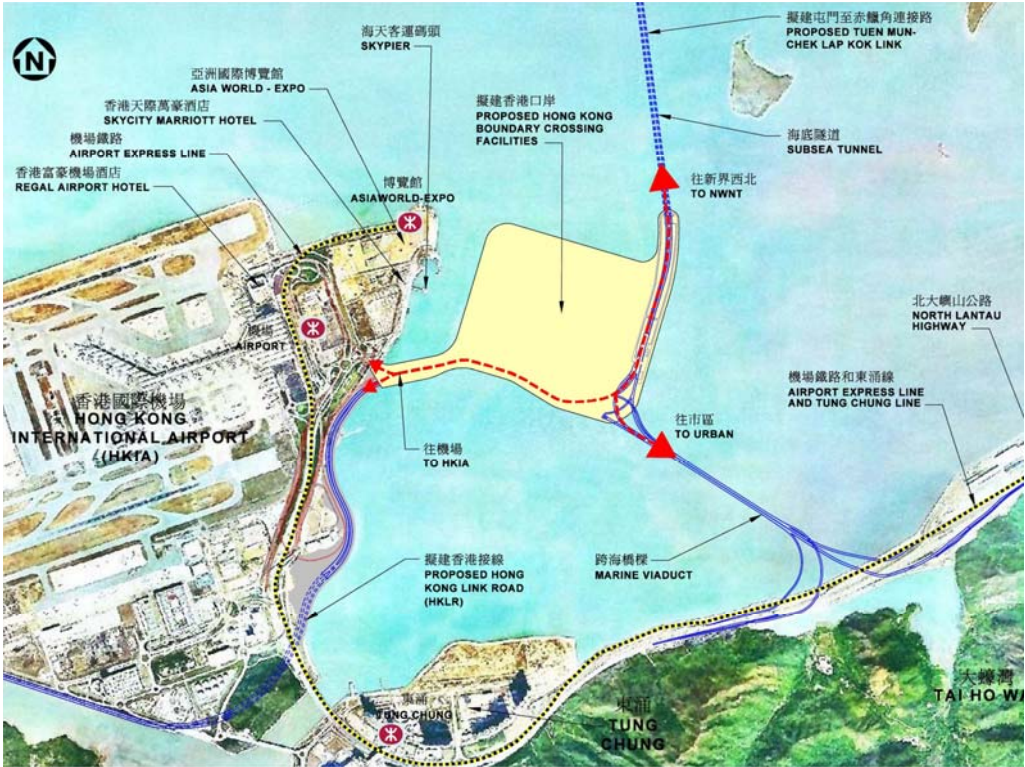 擬建屯門至赤鱲角連接路
PROPOSED TUEN MUN-
CHEK LAP KOK LINK
海天客運碼頭
SKYPIER
N
亞洲國際博覽館
ASIA WORLD - EXPO
香港天際萬豪酒店
SKYCITY MARRIOTT HOTEL
擬建香港口岸
PROPOSED HONG KONG
BOUNDARY CROSSING
FACILITIES
海底隧道
SUBSEA TUNNEL
機場鐵路
AIRPORT EXPRESS LINE
香港富豪機場酒店
REGAL AIRPORT HOTEL
博覽館
ASIAWORLD-EXPO
往新界西北
TO NWNT
北大嶼山公路
NORTH LANTAU
HIGHWAY
機場
AIRPORT
機場鐵路和東涌線
AIRPORT EXPRESS LINE
AND TUNG CHUNG LINE
香港國際機場
HONG KONG
INTERNATIONAL AIRPORT
(HKIA)
往機場
TO HKIA
往市區
TO URBAN
擬建香港接線
PROPOSED HONG
KONG LINK ROAD
(HKLR)
跨海橋樑
MARINE VIADUCT
東涌
TUNG CHUNG
東涌
TUNG
CHUNG
大蠔灣
TAI HO WA